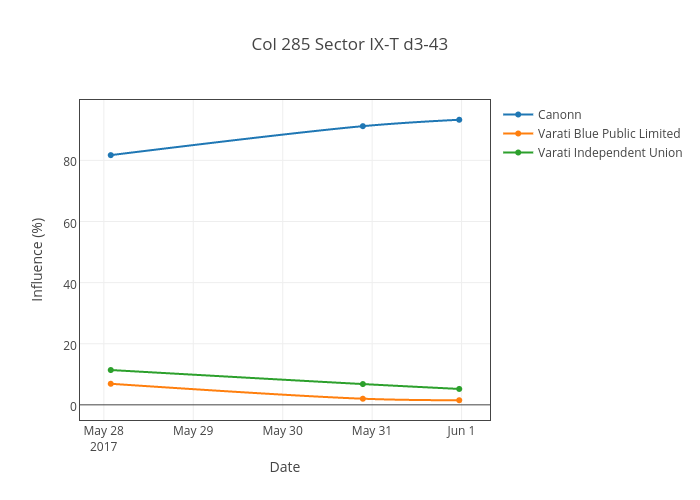 Col 285 Sector IX-T d3-43
Canonn
Varati Blue Public Limited
Varati Independent Union
Influence (%)
80
60
40
20
0
May 28
2017
May 29
May 30
May 31
Jun 1
Date